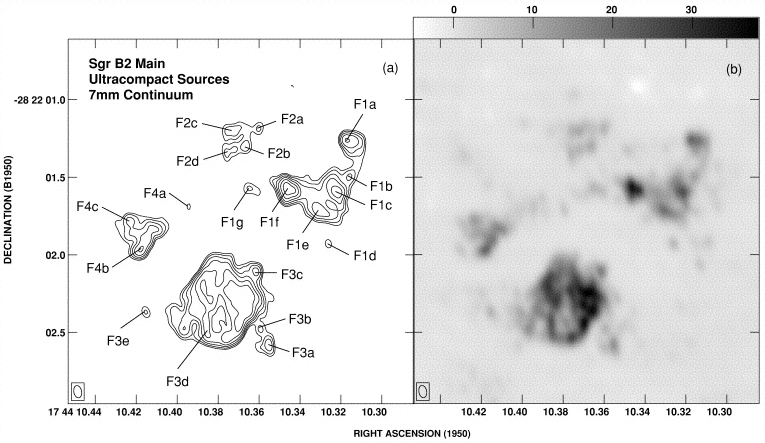 0 10 20 30
Sgr B2 Main
Ultracompact Sources
7mm Continuum
(a)
(b)
-28 22 01.0
01.5
02.0
02.5
DECLINATION (B1950)
F1a
F2c
F2a
F2d
F2b
F1b
F4a
F1c
F4c
F1g
F1f
F1e
F1d
F4b
F3c
F3e
F3b
F3a
F3d
17 44 10.44 10.42 10.40 10.38 10.36 10.34 10.32 10.30
10.42 10.40 10.38 10.36 10.34 10.32 10.30
RIGHT ASCENSION (1950)